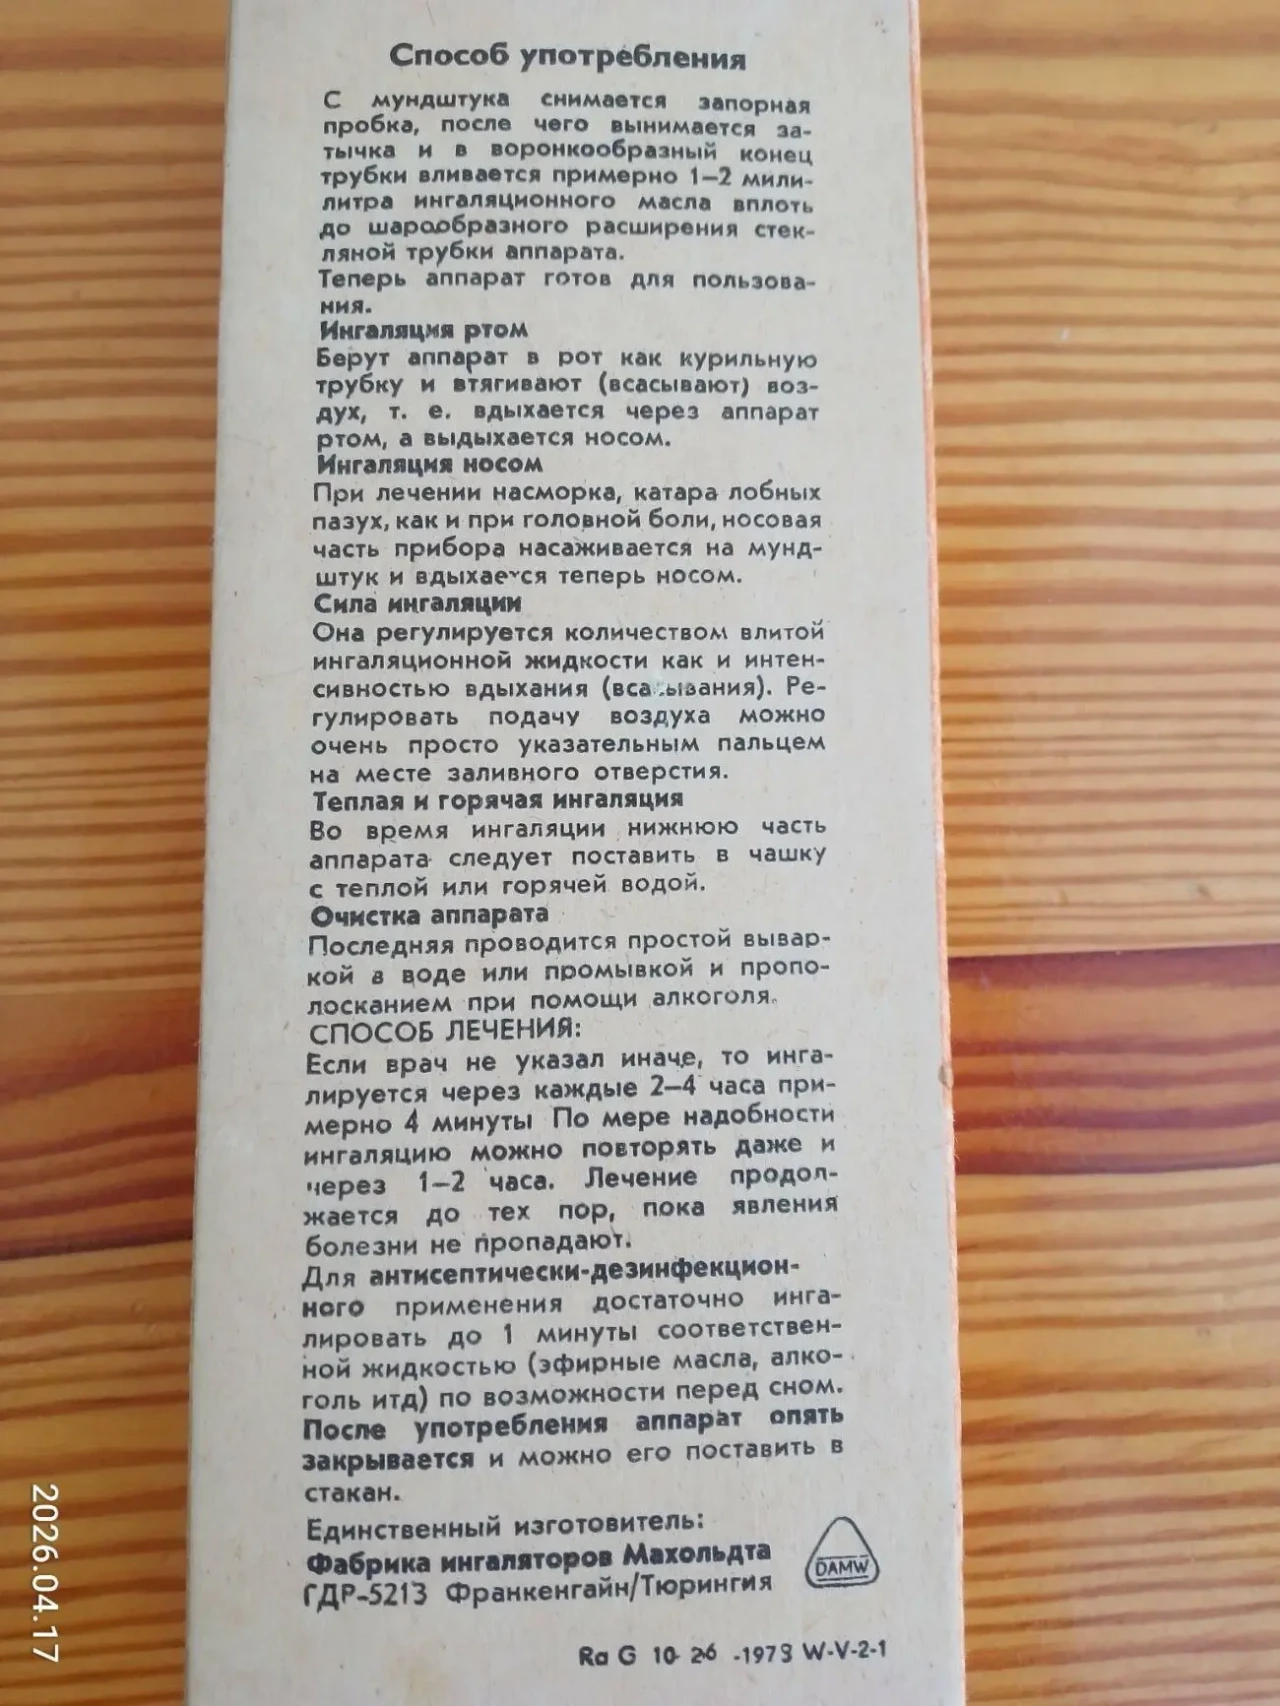 Способ употребления
С мундштука снимается запорная
пробка, после чего вынимается за-
тычка и в воронкообразный конец
трубки вливается примерно 1–2 мили-
литра ингаляционного масла вплоть
до шарообразного расширения стек-
ляной трубки аппарата.
Теперь аппарат готов для пользова-
ния.
Ингаляция ртом
Берут аппарат в рот как курильную
трубку и втягивают (всасывают) воз-
дух, т. е. вдыхается через аппарат
ртом, а выдыхается носом.
Ингаляция носом
При лечении насморка, катара лобных
пазух, как и при головной боли, носовая
часть прибора насаживается на мунд-
штук и вдыхается теперь носом.
Сила ингаляции
Она регулируется количеством влитой
ингаляционной жидкости как и интен-
сивностью вдыхания (всасывания). Ре-
гулировать подачу воздуха можно
очень просто указательным пальцем
на месте заливного отверстия.
Теплая и горячая ингаляция
Во время ингаляции нижнюю часть
аппарата следует поставить в чашку
с теплой или горячей водой.
Очистка аппарата
Последняя проводится простой вывар-
кой в воде или промывкой и пропо-
лосканием при помощи алкоголя.
СПОСОБ ЛЕЧЕНИЯ:
Если врач не указал иначе, то инга-
лируется через каждые 2–4 часа при-
мерно 4 минуты По мере надобности
ингаляцию можно повторять даже и
через 1–2 часа. Лечение продол-
жается до тех пор, пока явления
болезни не пропадают.
Для антисептически-дезинфекцион-
ного применения достаточно инга-
лировать до 1 минуты соответствен-
ной жидкостью (эфирные масла, алко-
голь итд) по возможности перед сном.
После употребления аппарат опять
закрывается и можно его поставить в
стакан.
Единственный изготовитель:
Фабрика ингаляторов Махольдта
ГДР-5213 Франкенгайн/Тюрингия
DAMW
Ra G 10- 26 W-V-2-1
2026.04.17